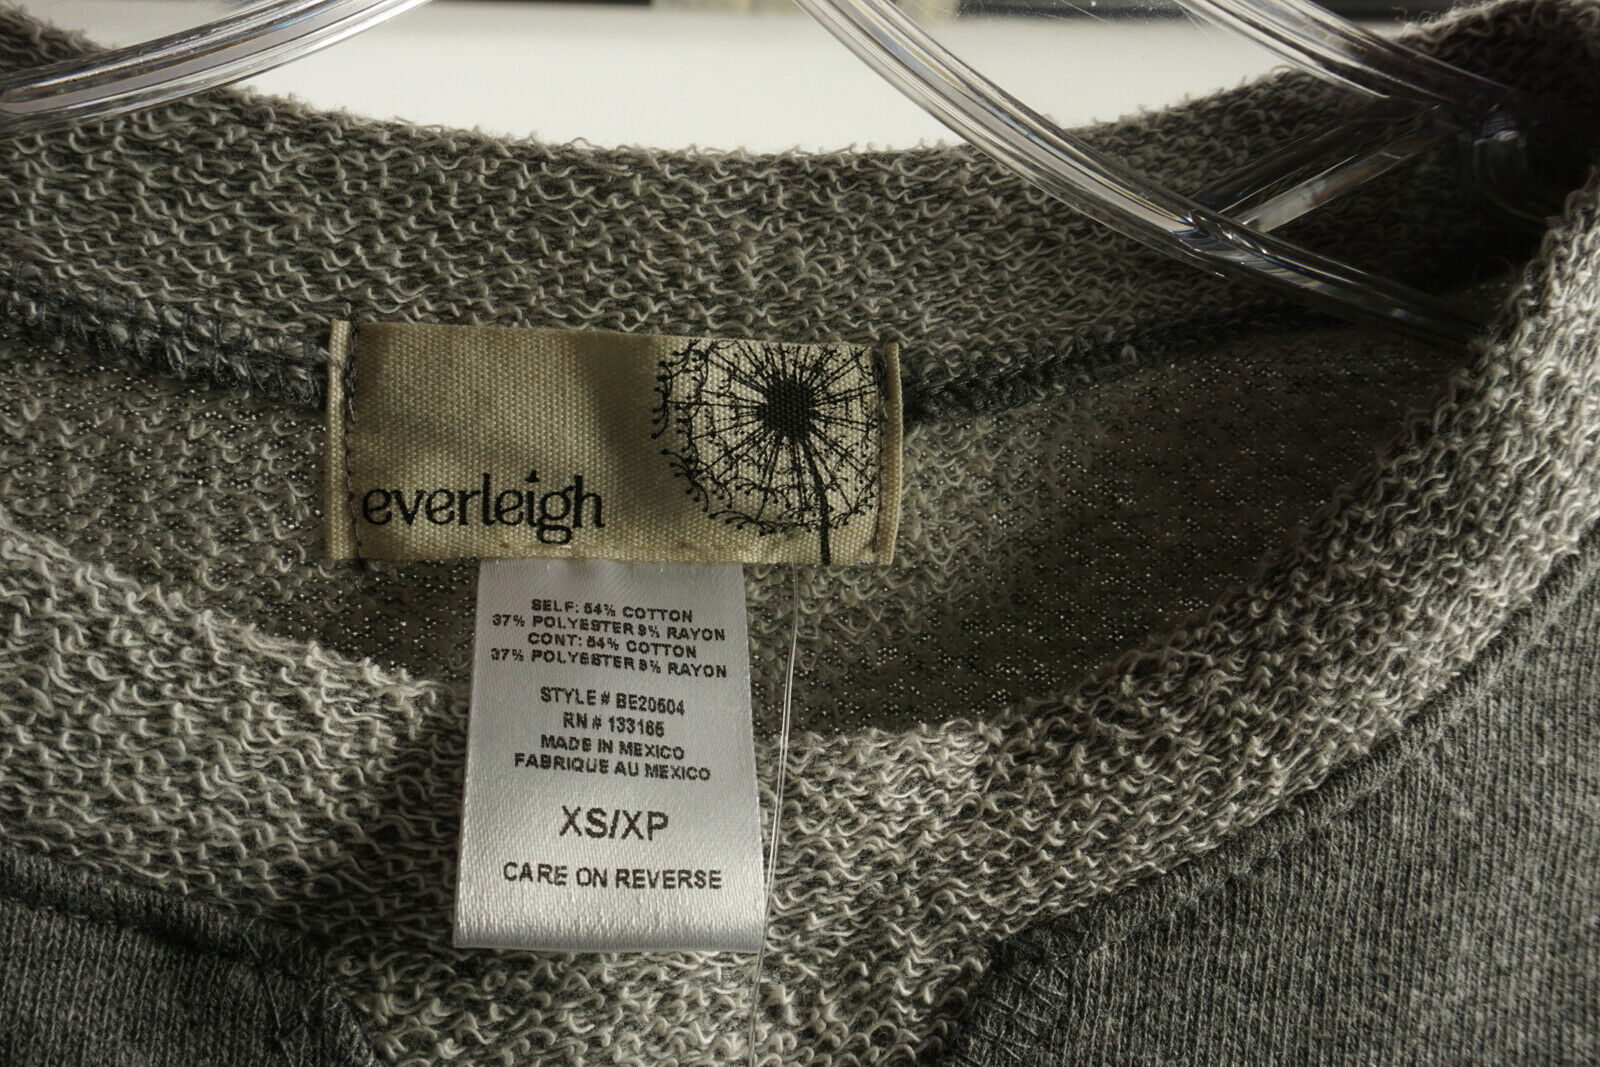 everleigh
SELF: 54% COTTON
37% POLYESTER 9% RAYON
CONT: 54% COTTON
37% POLYESTER 9% RAYON
STYLE # BE20504
RN # 133165
MADE IN MEXICO
FABRIQUE AU MEXICO
XS/XP
CARE ON REVERSE